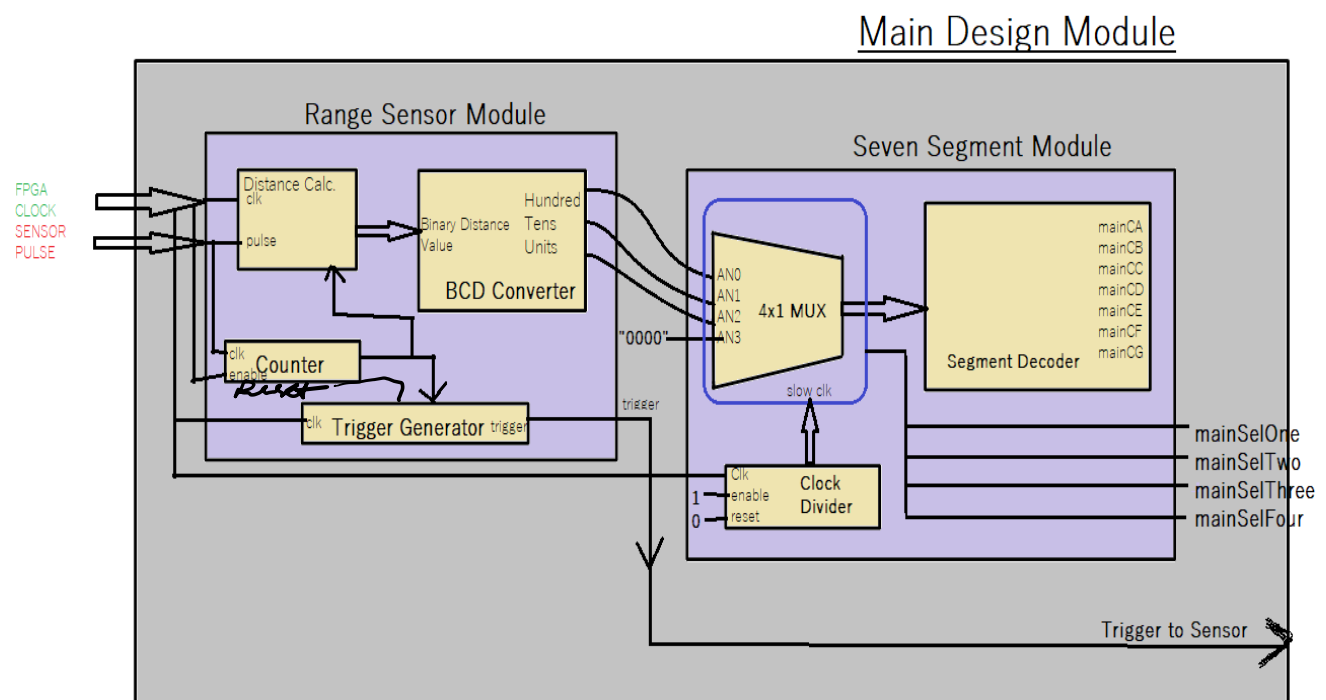 Main Design Module
Range Sensor Module
Seven Segment Module
FPGA
CLOCK
SENSOR
PULSE
Distance Calc.
clk
pulse
Binary Distance
Value
Hundred
Tens
Units
BCD Converter
clk
enable
Counter
Reset
clk
Trigger Generator
trigger
trigger
AN0
AN1
AN2
AN3
4x1 MUX
"0000"
slow clk
mainCA
mainCB
mainCC
mainCD
mainCE
mainCF
mainCG
Segment Decoder
Clk
1
enable
0
reset
Clock
Divider
mainSelOne
mainSelTwo
mainSelThree
mainSelFour
Trigger to Sensor